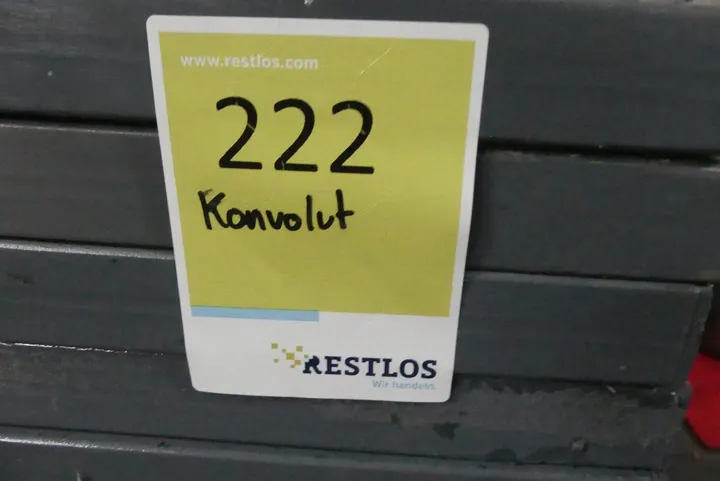 www.restlos.com
222
Konvolut
RESTLOS
Wir handeln.